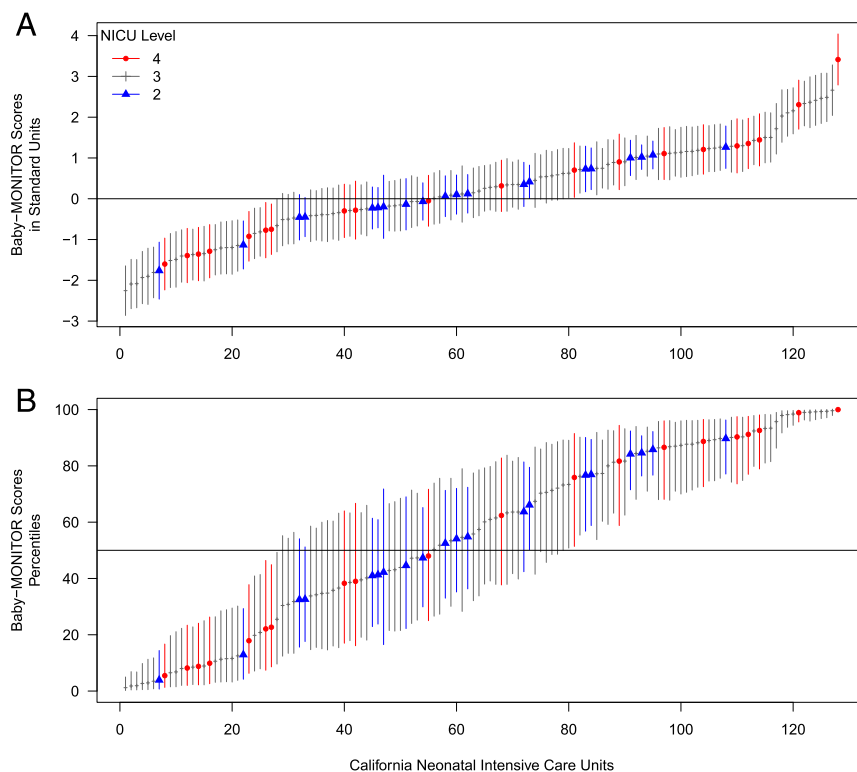 A
NICU Level
4
3
2
Baby−MONITOR Scores
in Standard Units
4
3
2
1
0
−1
−2
−3
0 20 40 60 80 100 120
B
Baby−MONITOR Scores
Percentiles
100
80
60
40
20
0
0 20 40 60 80 100 120
California Neonatal Intensive Care Units